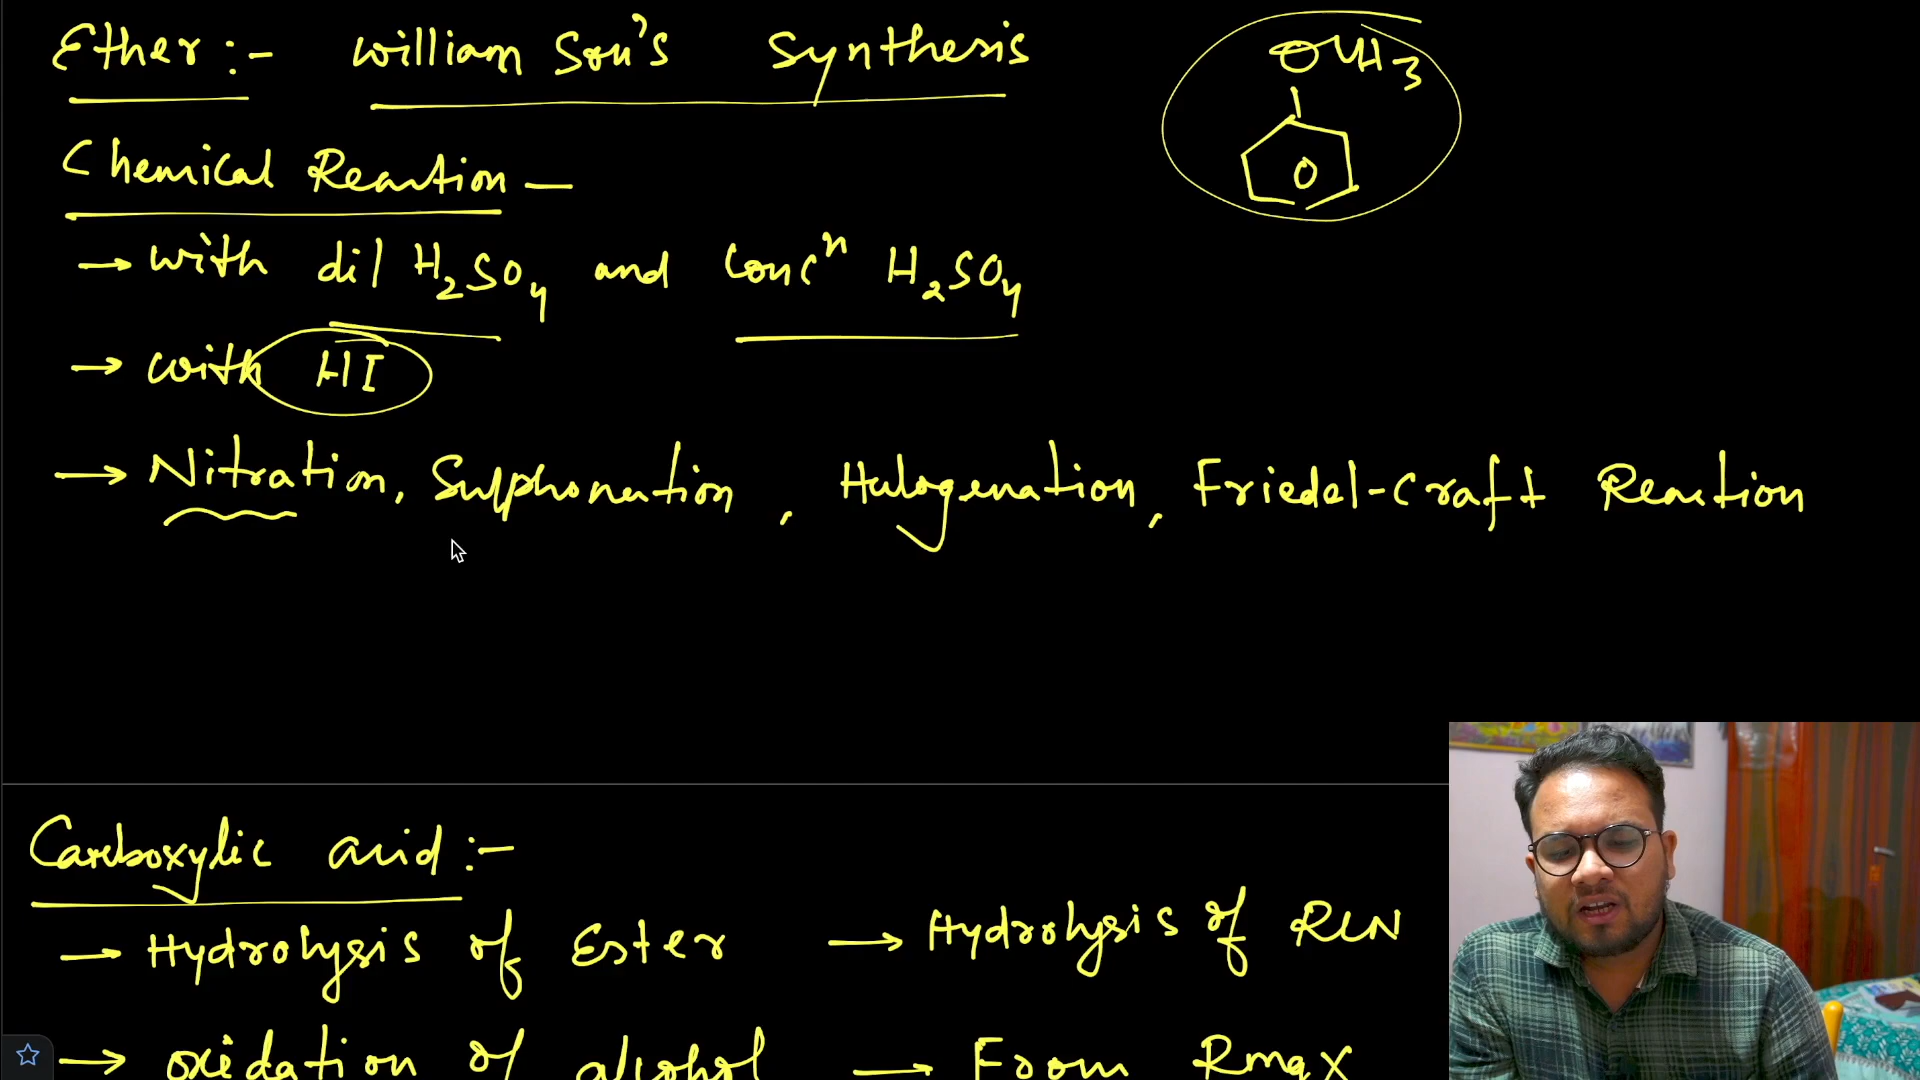 Ether :- william Son's Synthesis
OCH3
Chemical Reaction —
→ with dil H2SO4 and concⁿ H2SO4
→ with HI
→ Nitration, Sulphonation, Halogenation, Friedel-Craft Reaction
Carboxylic acid :-
→ Hydrolysis of Ester → Hydrolysis of RCN
→ oxidation of alcohol → From RmgX